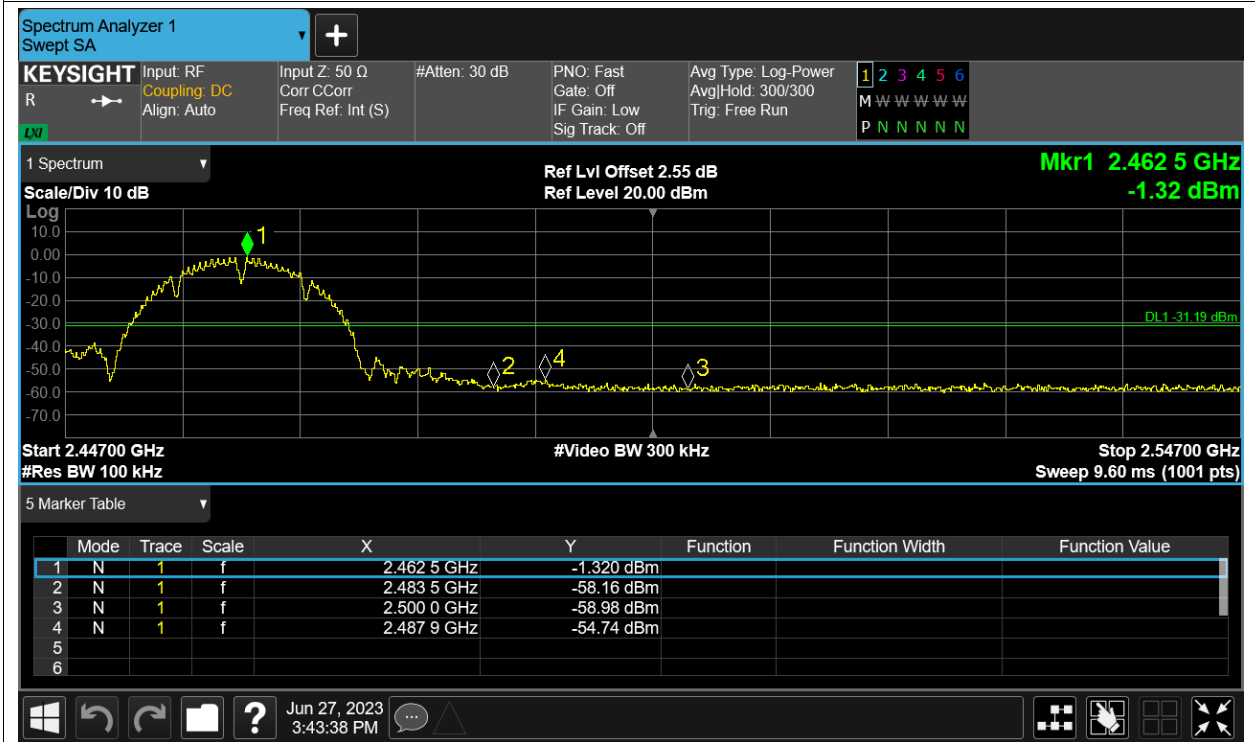 Spectrum Analyzer 1
Swept SA
+
KEYSIGHT Input: RF Input Z: 50 Ω #Atten: 30 dB PNO: Fast Avg Type: Log-Power 1 2 3 4 5 6
R Coupling: DC Corr CCorr Gate: Off Avg|Hold: 300/300 M W W W W W
Align: Auto Freq Ref: Int (S) IF Gain: Low Trig: Free Run
LXI Sig Track: Off P N N N N N
1 Spectrum Ref Lvl Offset 2.55 dB Mkr1 2.462 5 GHz
Scale/Div 10 dB Ref Level 20.00 dBm -1.32 dBm
Log
10.0 1
0.00
-10.0
-20.0
-30.0 DL1 -31.19 dBm
-40.0
-50.0 2 4 3
-60.0
-70.0
Start 2.44700 GHz #Video BW 300 kHz Stop 2.54700 GHz
#Res BW 100 kHz Sweep 9.60 ms (1001 pts)
5 Marker Table
Mode Trace Scale X Y Function Function Width Function Value
1 N 1 f 2.462 5 GHz -1.320 dBm
2 N 1 f 2.483 5 GHz -58.16 dBm
3 N 1 f 2.500 0 GHz -58.98 dBm
4 N 1 f 2.487 9 GHz -54.74 dBm
5
6
? Jun 27, 2023
3:43:38 PM